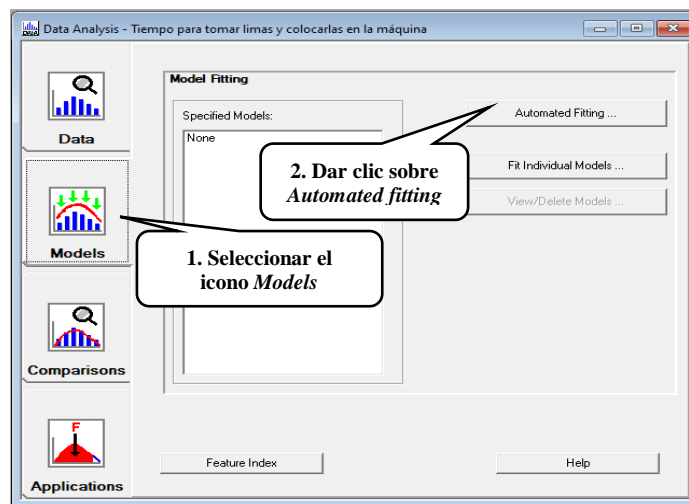 Data Analysis - Tiempo para tomar limas y colocarlas en la máquina
Data
Models
Comparisons
F
Applications
Model Fitting
Specified Models:
None
Automated Fitting ...
Fit Individual Models ...
View/Delete Models ...
2. Dar clic sobre
Automated fitting
1. Seleccionar el
icono Models
Feature Index
Help